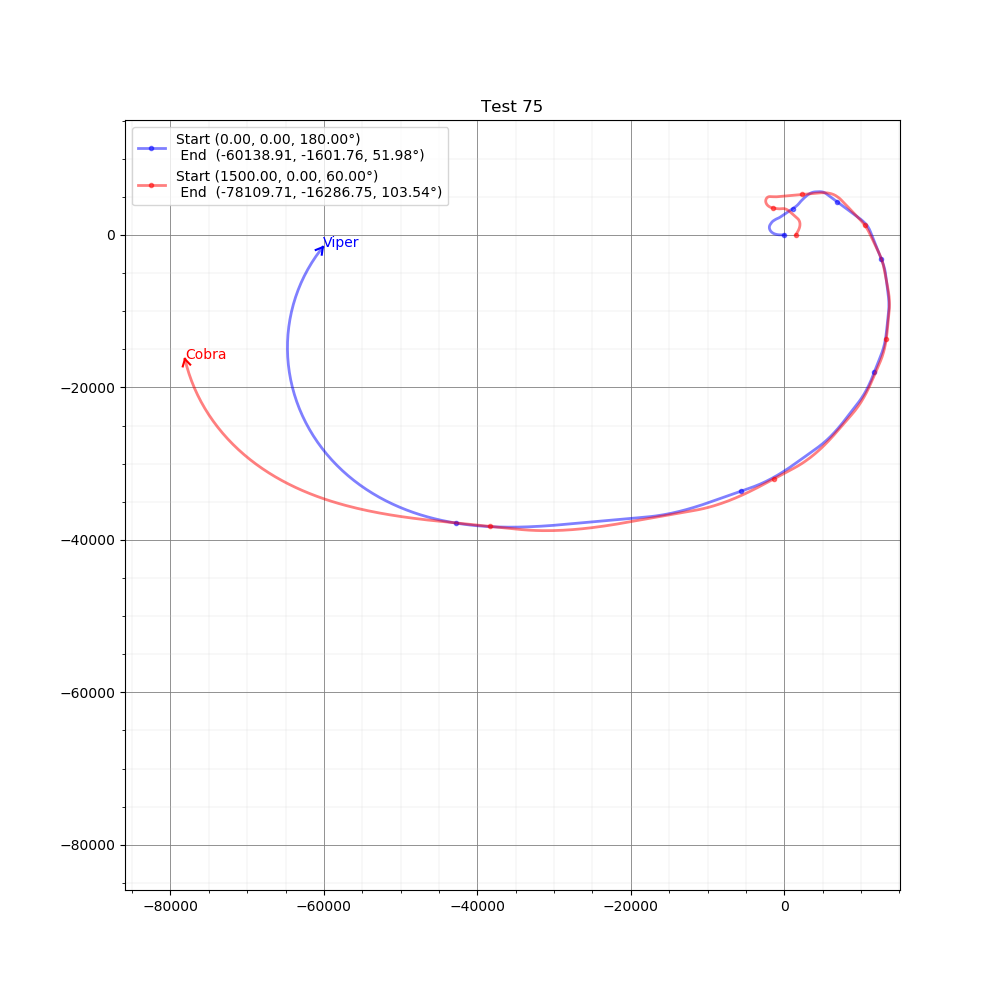 Test 75
Start (0.00, 0.00, 180.00°)
End  (-60138.91, -1601.76, 51.98°)
Start (1500.00, 0.00, 60.00°)
End  (-78109.71, -16286.75, 103.54°)
Viper
Cobra
0
−20000
−40000
−60000
−80000
−80000 −60000 −40000 −20000 0